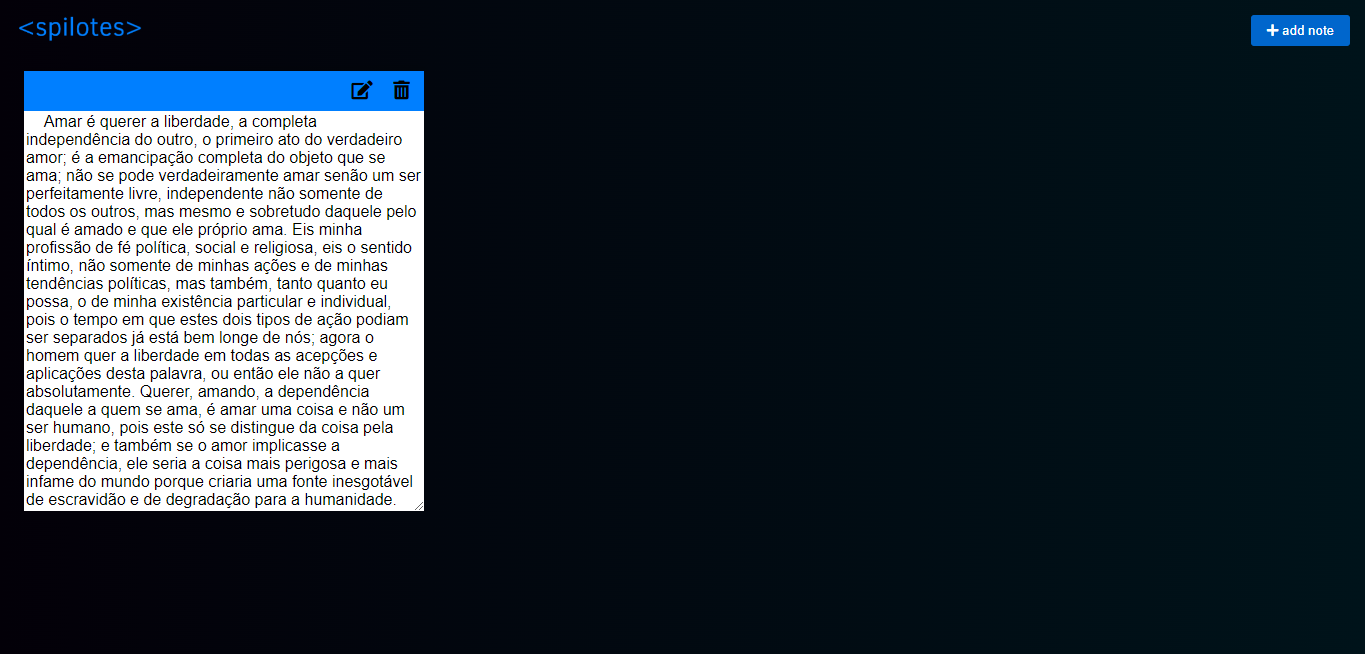 <spilotes>
add note
Amar é querer a liberdade, a completa
independência do outro, o primeiro ato do verdadeiro
amor; é a emancipação completa do objeto que se
ama; não se pode verdadeiramente amar senão um ser
perfeitamente livre, independente não somente de
todos os outros, mas mesmo e sobretudo daquele pelo
qual é amado e que ele próprio ama. Eis minha
profissão de fé política, social e religiosa, eis o sentido
íntimo, não somente de minhas ações e de minhas
tendências políticas, mas também, tanto quanto eu
possa, o de minha existência particular e individual,
pois o tempo em que estes dois tipos de ação podiam
ser separados já está bem longe de nós; agora o
homem quer a liberdade em todas as acepções e
aplicações desta palavra, ou então ele não a quer
absolutamente. Querer, amando, a dependência
daquele a quem se ama, é amar uma coisa e não um
ser humano, pois este só se distingue da coisa pela
liberdade; e também se o amor implicasse a
dependência, ele seria a coisa mais perigosa e mais
infame do mundo porque criaria uma fonte inesgotável
de escravidão e de degradação para a humanidade.